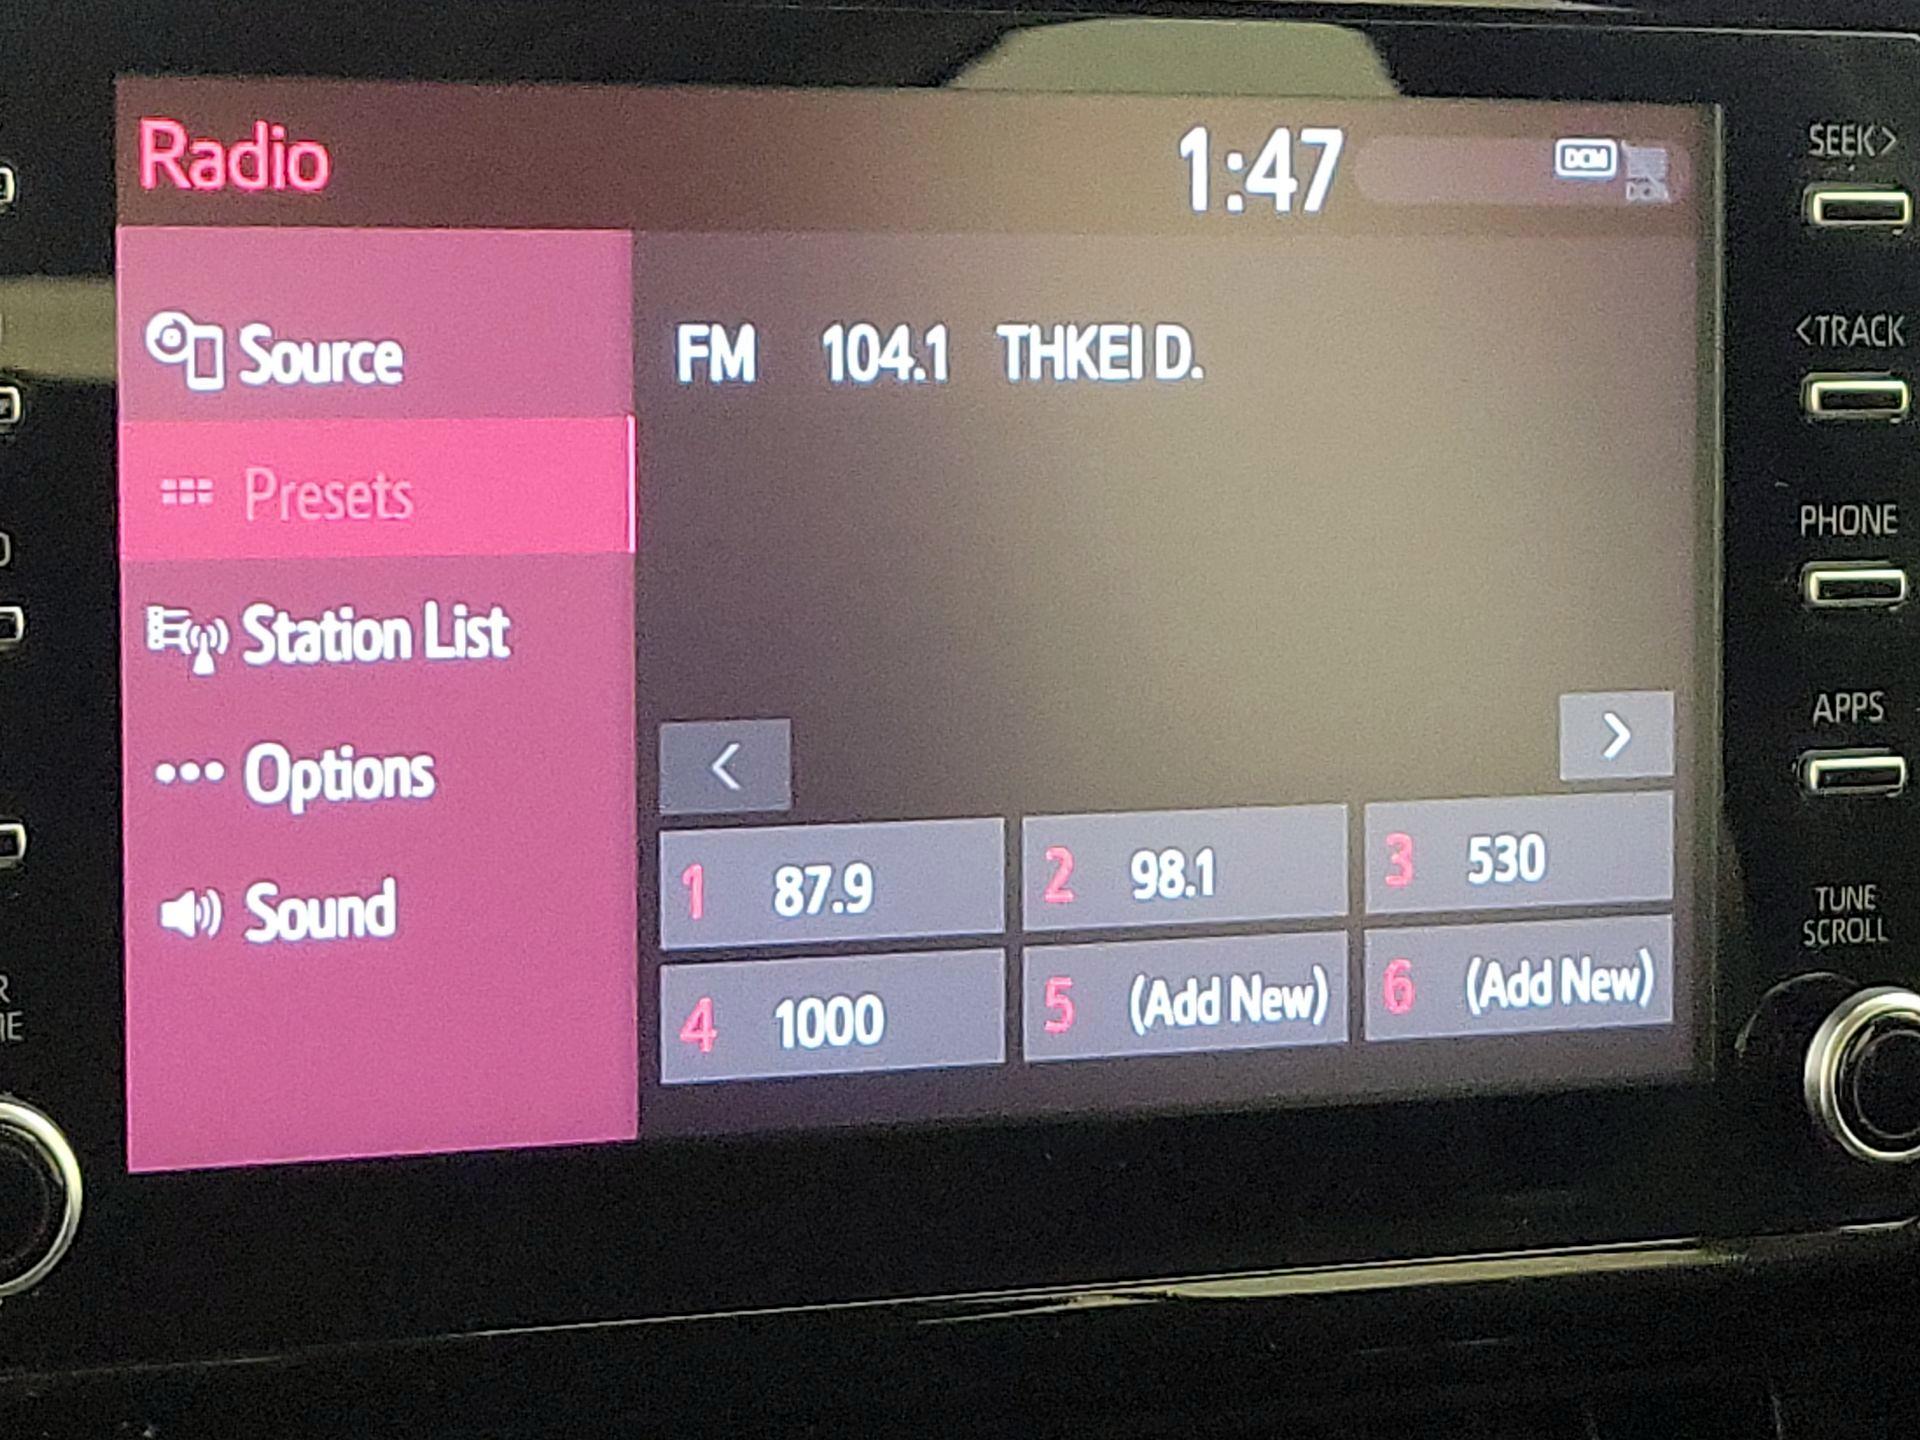 Radio
1:47
DCM
Source
Presets
Station List
Options
Sound
FM 104.1 THKEI D.
<
>
1 87.9
2 98.1
3 530
4 1000
5 (Add New)
6 (Add New)
SEEK>
<TRACK
PHONE
APPS
TUNE
SCROLL